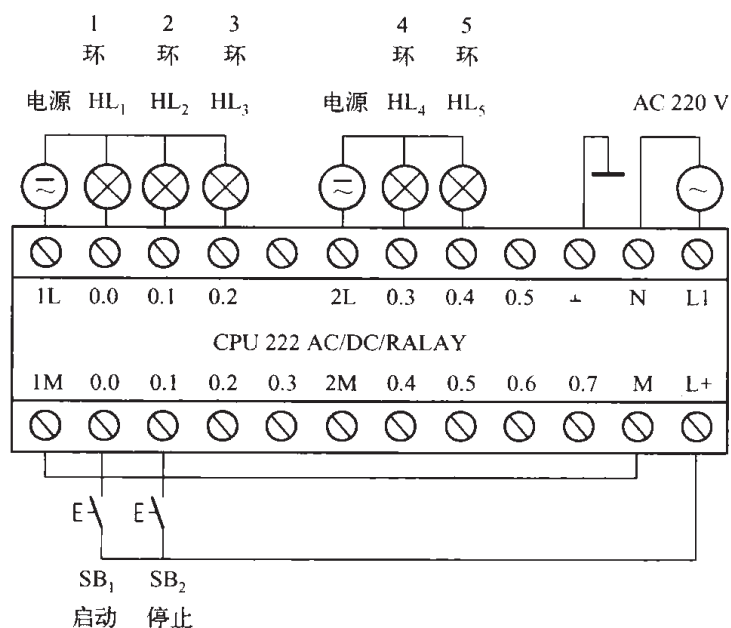 1 2 3 4 5
环 环 环 环 环
电源 HL₁ HL₂ HL₃ 电源 HL₄ HL₅ AC 220 V
1L 0.0 0.1 0.2 2L 0.3 0.4 0.5 ⏚ N L1
CPU 222 AC/DC/RALAY
1M 0.0 0.1 0.2 0.3 2M 0.4 0.5 0.6 0.7 M L+
SB₁ SB₂
启动 停止